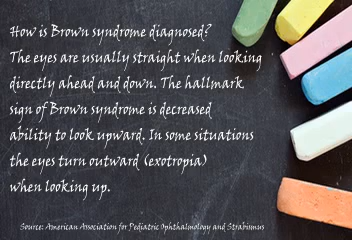 How is Brown syndrome diagnosed?
The eyes are usually straight when looking
directly ahead and down. The hallmark
sign of Brown syndrome is decreased
ability to look upward. In some situations
the eyes turn outward (exotropia)
when looking up.
Source: American Association for Pediatric Ophthalmology and Strabismus